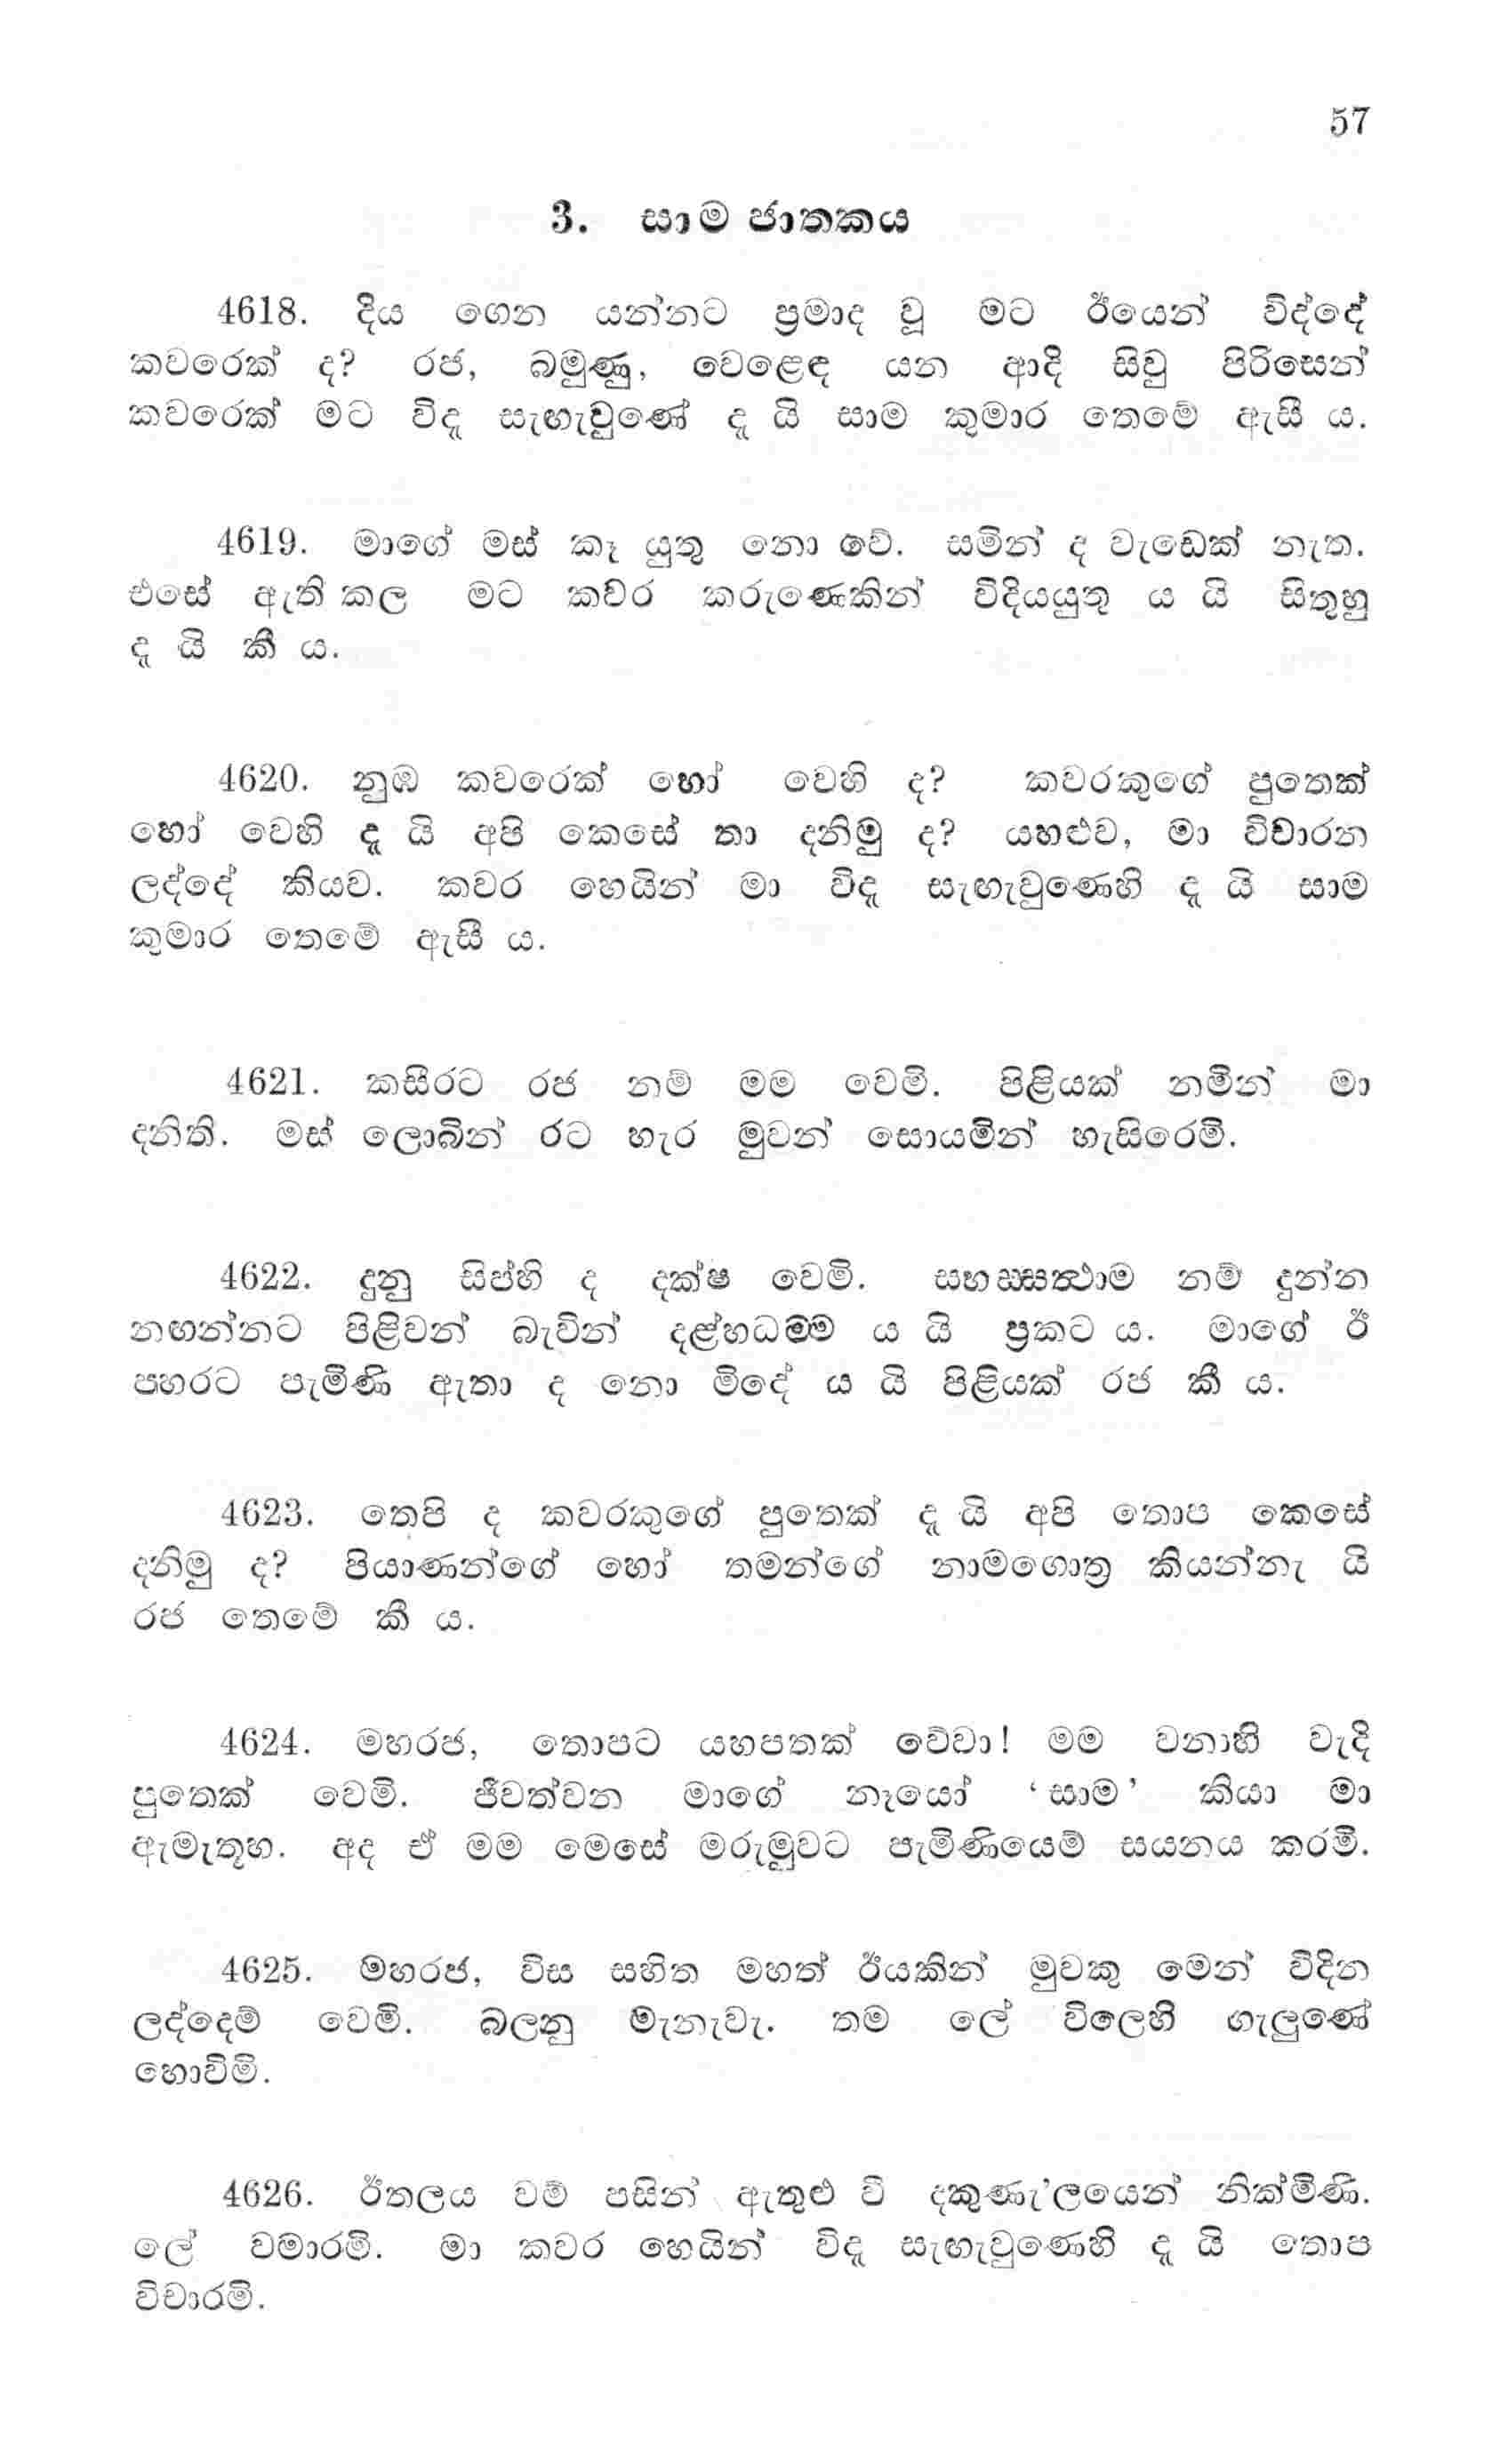 57
3. සාම ජාතකය
4618. දිය ගෙන යන්නට ප්‍රමාද වූ මට ඊයෙන් විද්දේ
කවරෙක් ද? රජ, බමුණු, වෙළෙඳ යන ආදි සිවු පිරිසෙන්
කවරෙක් මට විදැ සැඟැවුණේ දැ යි සාම කුමාර තෙමේ ඇසී ය.
4619. මාගේ මස් කෑ යුතු නො වේ. සමින් ද වැඩෙක් නැත.
එසේ ඇති කල මට කවර කරුණෙකින් විදියයුතු ය යි සිතුහු
දැ යි කී ය.
4620. නුඹ කවරෙක් හෝ වෙහි ද? කවරකුගේ පුතෙක්
හෝ වෙහි දැ යි අපි කෙසේ තා දනිමු ද? යහළුව, මා විචාරන
ලද්දේ කියව. කවර හෙයින් මා විදැ සැඟැවුණෙහි දැ යි සාම
කුමාර තෙමේ ඇසී ය.
4621. කසීරට රජ නම් මම වෙමි. පිළියක් නමින් මා
දනිති. මස් ලොබින් රට හැර මුවන් සොයමින් හැසිරෙමි.
4622. දුනු සිප්හි ද දක්ෂ වෙමි. සහස්සත්ථාම නම් දුන්න
නඟන්නට පිළිවන් බැවින් දළ්හධම්ම ය යි ප්‍රකට ය. මාගේ ඊ
පහරට පැමිණි ඇතා ද නො මිදේ ය යි පිළියක් රජ කී ය.
4623. තෙපි ද කවරකුගේ පුතෙක් දැ යි අපි තොප කෙසේ
දනිමු ද? පියාණන්ගේ හෝ තමන්ගේ නාමගොත්‍ර කියන්නැ යි
රජ තෙමේ කී ය.
4624. මහරජ, තොපට යහපතක් වේවා! මම වනාහි වැදි
පුතෙක් වෙමි. ජීවත්වන මාගේ නෑයෝ ‘සාම’ කියා මා
ඇමැතූහ. අද ඒ මම මෙසේ මරුමුවට පැමිණියෙම් සයනය කරමි.
4625. මහරජ, විස සහිත මහත් ඊයකින් මුවකු මෙන් විදින
ලද්දෙම් වෙමි. බලනු මැනැවැ. තම ලේ විලෙහි ගැලුණේ
හොවිමි.
4626. ඊතලය වම් පසින් ඇතුළු වී දකුණැ’ලයෙන් නික්මිණි.
ලේ වමාරමි. මා කවර හෙයින් විදැ සැඟැවුණෙහි දැ යි තොප
විචාරමි.